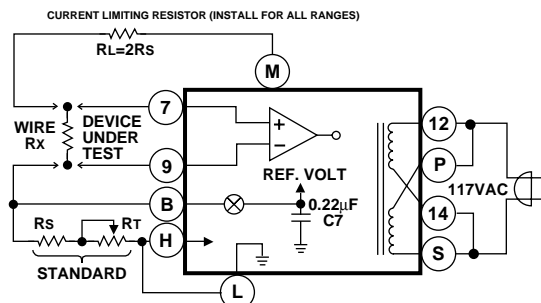 CURRENT LIMITING RESISTOR (INSTALL FOR ALL RANGES)
RL=2RS
M
7
12
WIRE
RX
DEVICE
UNDER
TEST
+
−
P
9
REF. VOLT
117VAC
B
0.22µF
C7
14
RS
RT
H
S
STANDARD
L